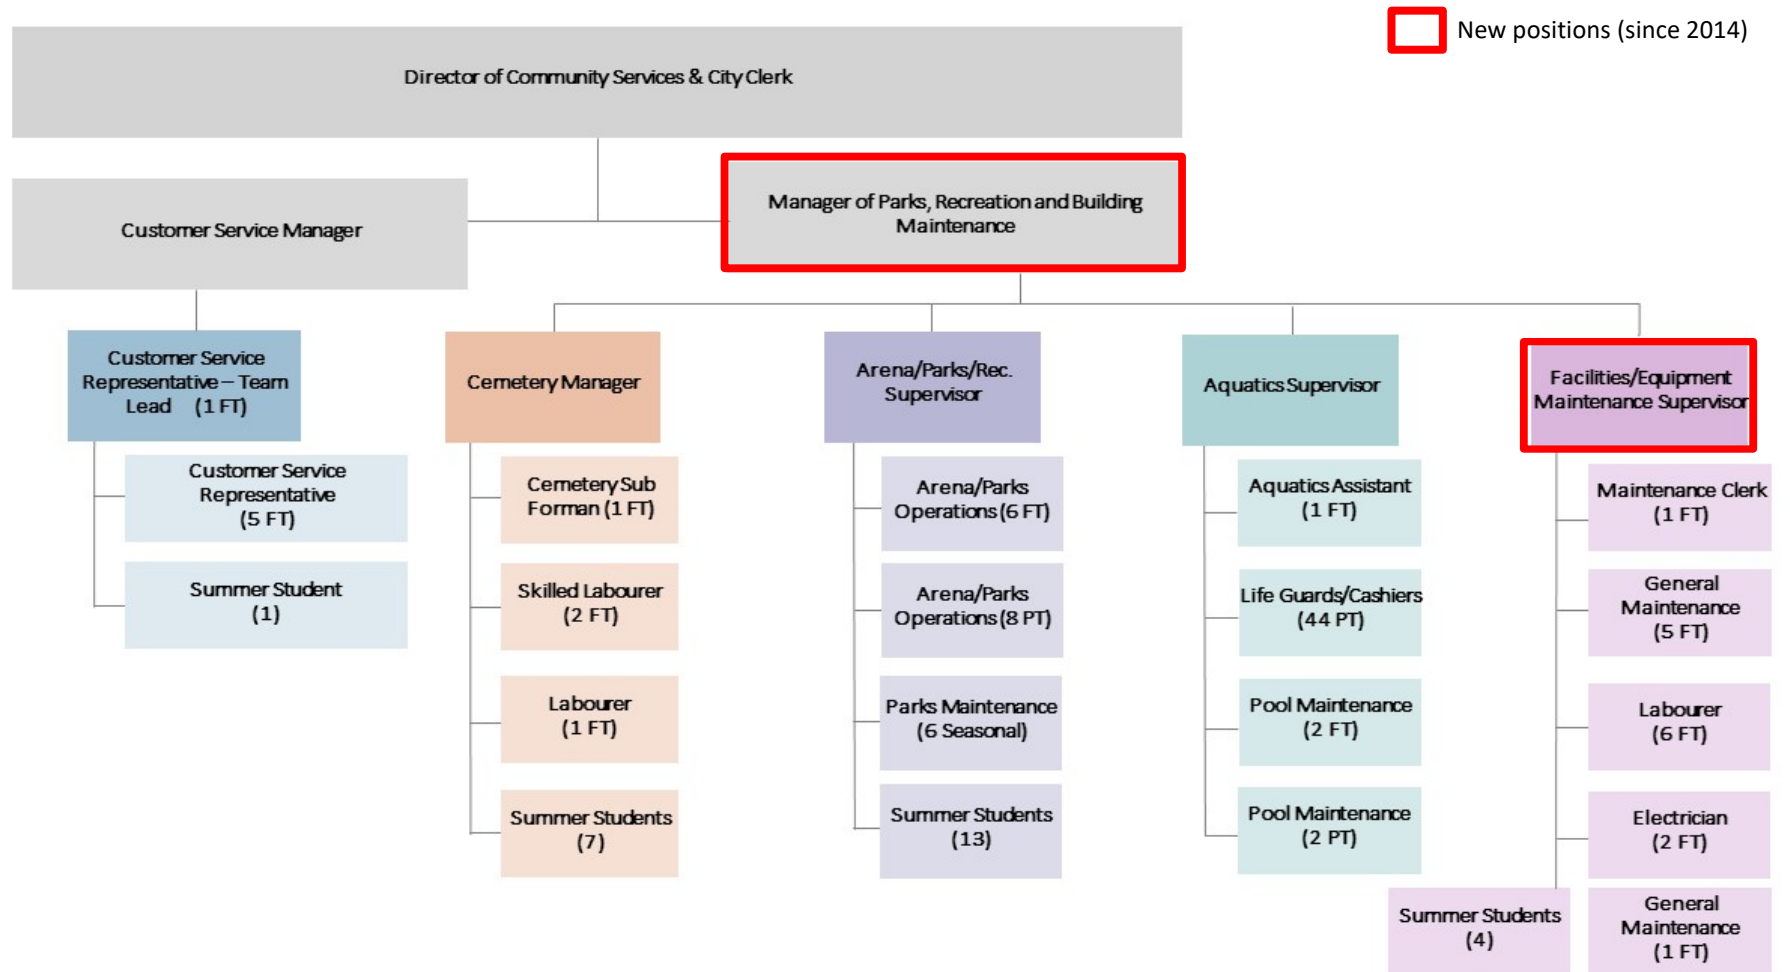 New positions (since 2014)
Director of Community Services & City Clerk
Customer Service Manager
Manager of Parks, Recreation and Building
Maintenance
Customer Service
Representative – Team
Lead (1 FT)
Customer Service
Representative
(5 FT)
Summer Student
(1)
Cemetery Manager
Cemetery Sub
Forman (1 FT)
Skilled Labourer
(2 FT)
Labourer
(1 FT)
Summer Students
(7)
Arena/Parks/Rec.
Supervisor
Arena/Parks
Operations (6 FT)
Arena/Parks
Operations (8 PT)
Parks Maintenance
(6 Seasonal)
Summer Students
(13)
Aquatics Supervisor
Aquatics Assistant
(1 FT)
Life Guards/Cashiers
(44 PT)
Pool Maintenance
(2 FT)
Pool Maintenance
(2 PT)
Facilities/Equipment
Maintenance Supervisor
Maintenance Clerk
(1 FT)
General
Maintenance
(5 FT)
Labourer
(6 FT)
Electrician
(2 FT)
Summer Students
(4)
General
Maintenance
(1 FT)